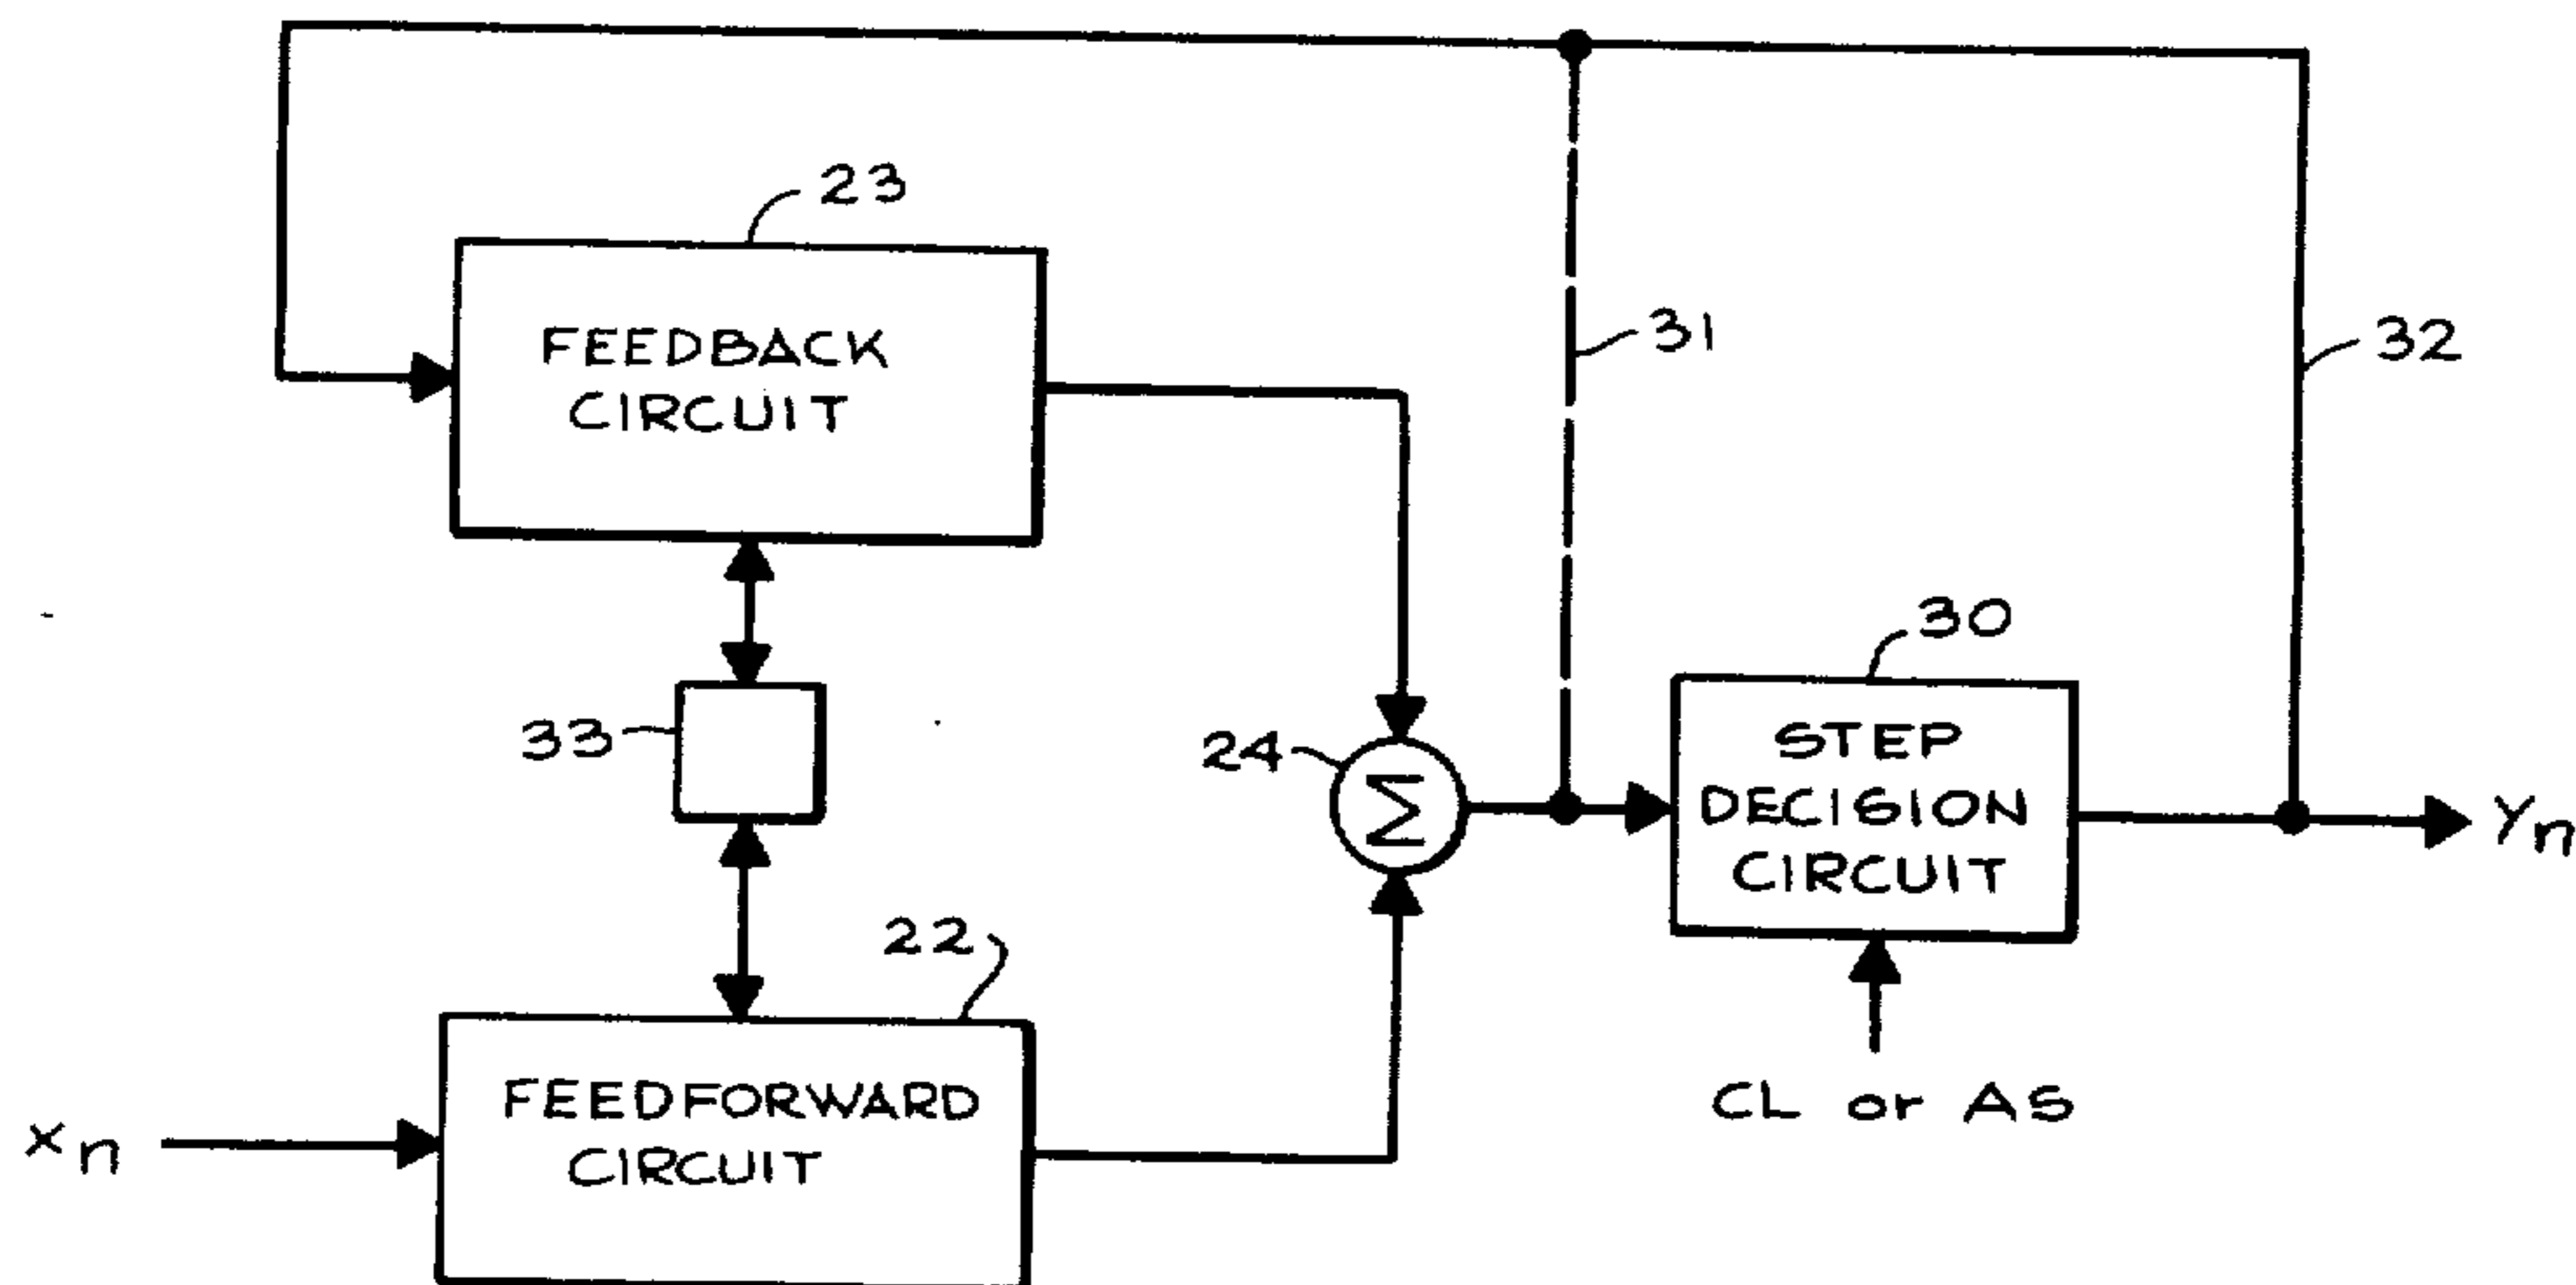 23
FEEDBACK
CIRCUIT
31
32
30
33
24
Σ
STEP
DECISION
CIRCUIT
yn
22
CL or AS
xn
FEEDFORWARD
CIRCUIT